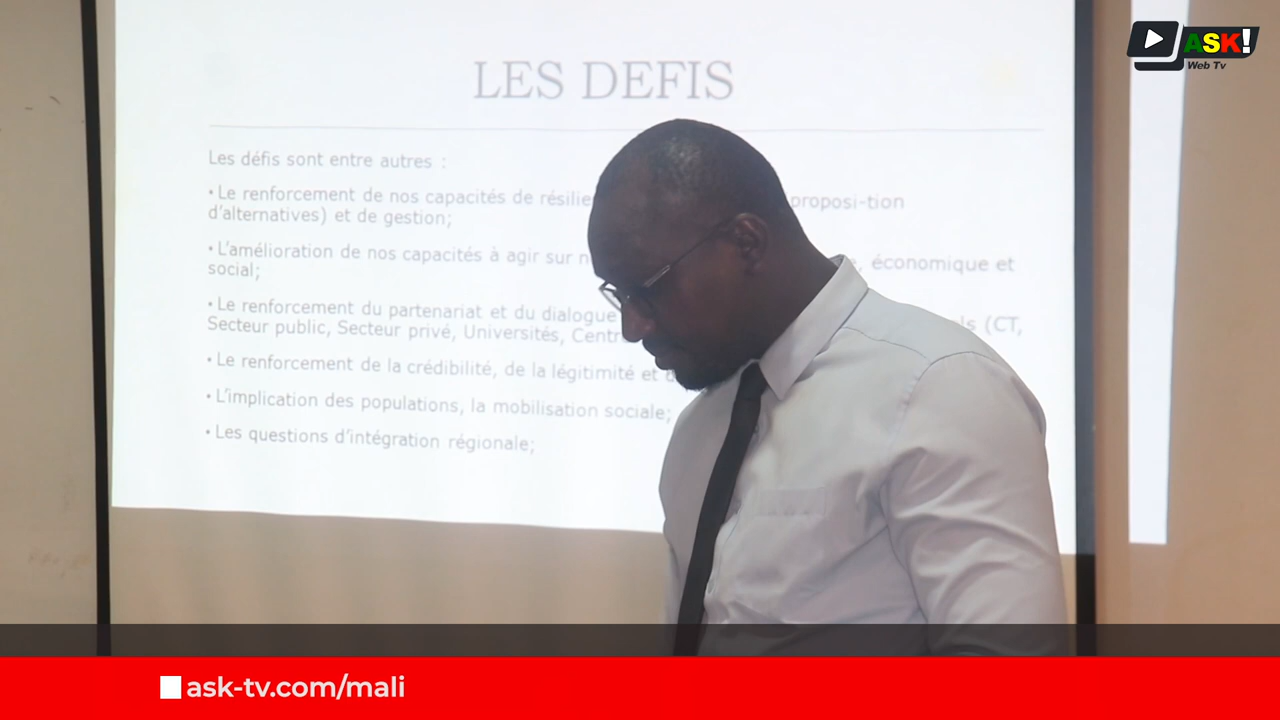 ASK!
Web Tv
LES DEFIS
Les défis sont entre autres :
• Le renforcement de nos capacités de proposi-tion
d'alternatives) et de gestion;
• L'amélioration de nos capacités à agir sur économique et
social;
• Le renforcement du partenariat et du dialogue (CT,
Secteur public, Secteur privé, Universités,
• Le renforcement de la crédibilité, de la légitimité et
• L'implication des populations, la mobilisation sociale;
• Les questions d'intégration régionale;
ask-tv.com/mali